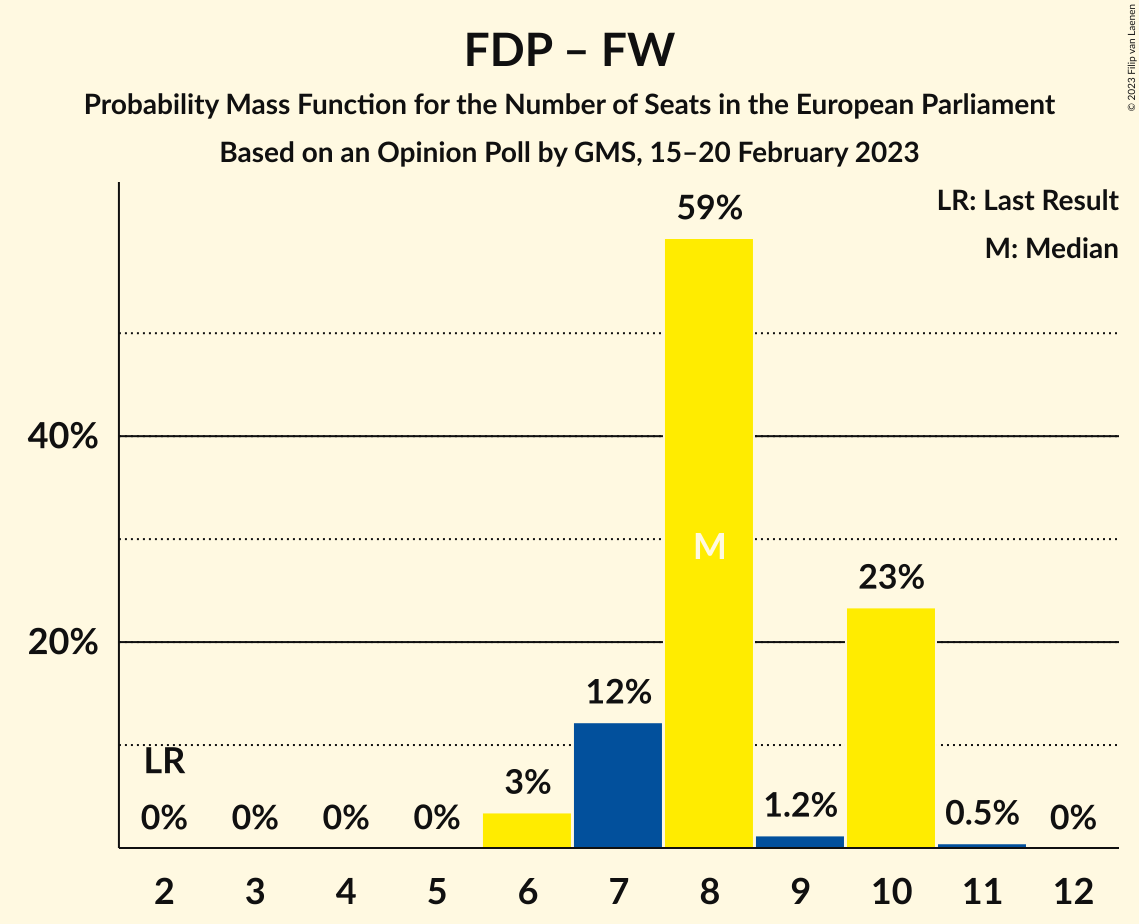 FDP – FW
Probability Mass Function for the Number of Seats in the European Parliament
Based on an Opinion Poll by GMS, 15–20 February 2023
© 2023 Filip van Laenen
LR: Last Result
M: Median
59%
40%
M
23%
20%
12%
LR
3%
0% 0% 0% 0% 1.2% 0.5% 0%
2 3 4 5 6 7 8 9 10 11 12